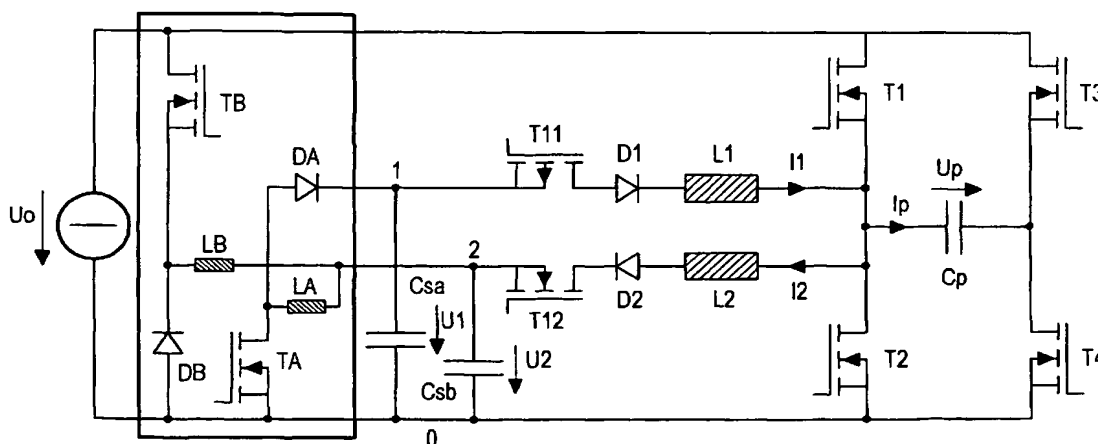 TB
T1
T3
T11
DA
D1
L1
I1
1
Up
Uo
Ip
LB
2
LA
Cp
Csa
D2
L2
I2
U1
T12
DB
TA
Csb
U2
T2
T4
0